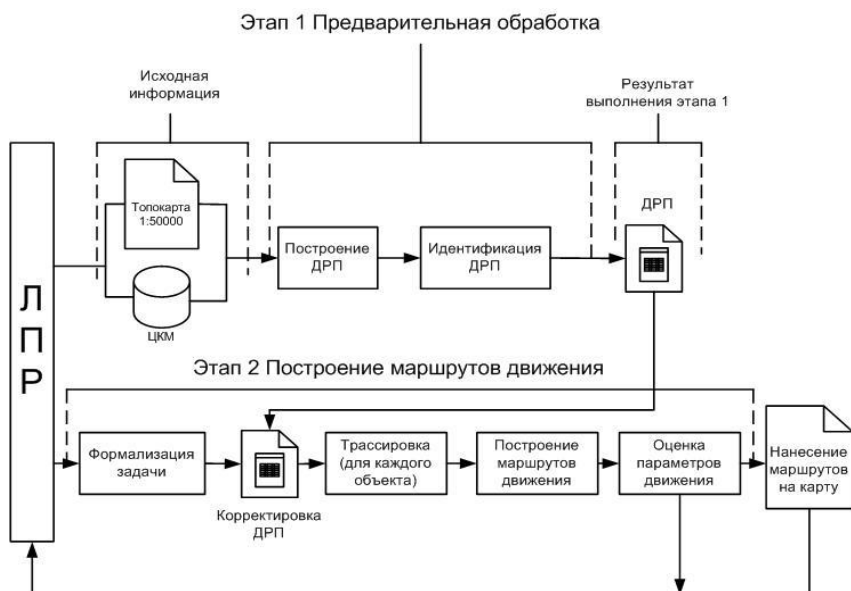 Этап 1 Предварительная обработка
Исходная
информация
Результат
выполнения этапа 1
Топокарта
1:50000
ДРП
Построение
ДРП
Идентификация
ДРП
ЦКМ
Л
П
Р
Этап 2 Построение маршрутов движения
Формализация
задачи
Корректировка
ДРП
Трассировка
(для каждого
объекта)
Построение
маршрутов
движения
Оценка
параметров
движения
Нанесение
маршрутов
на карту